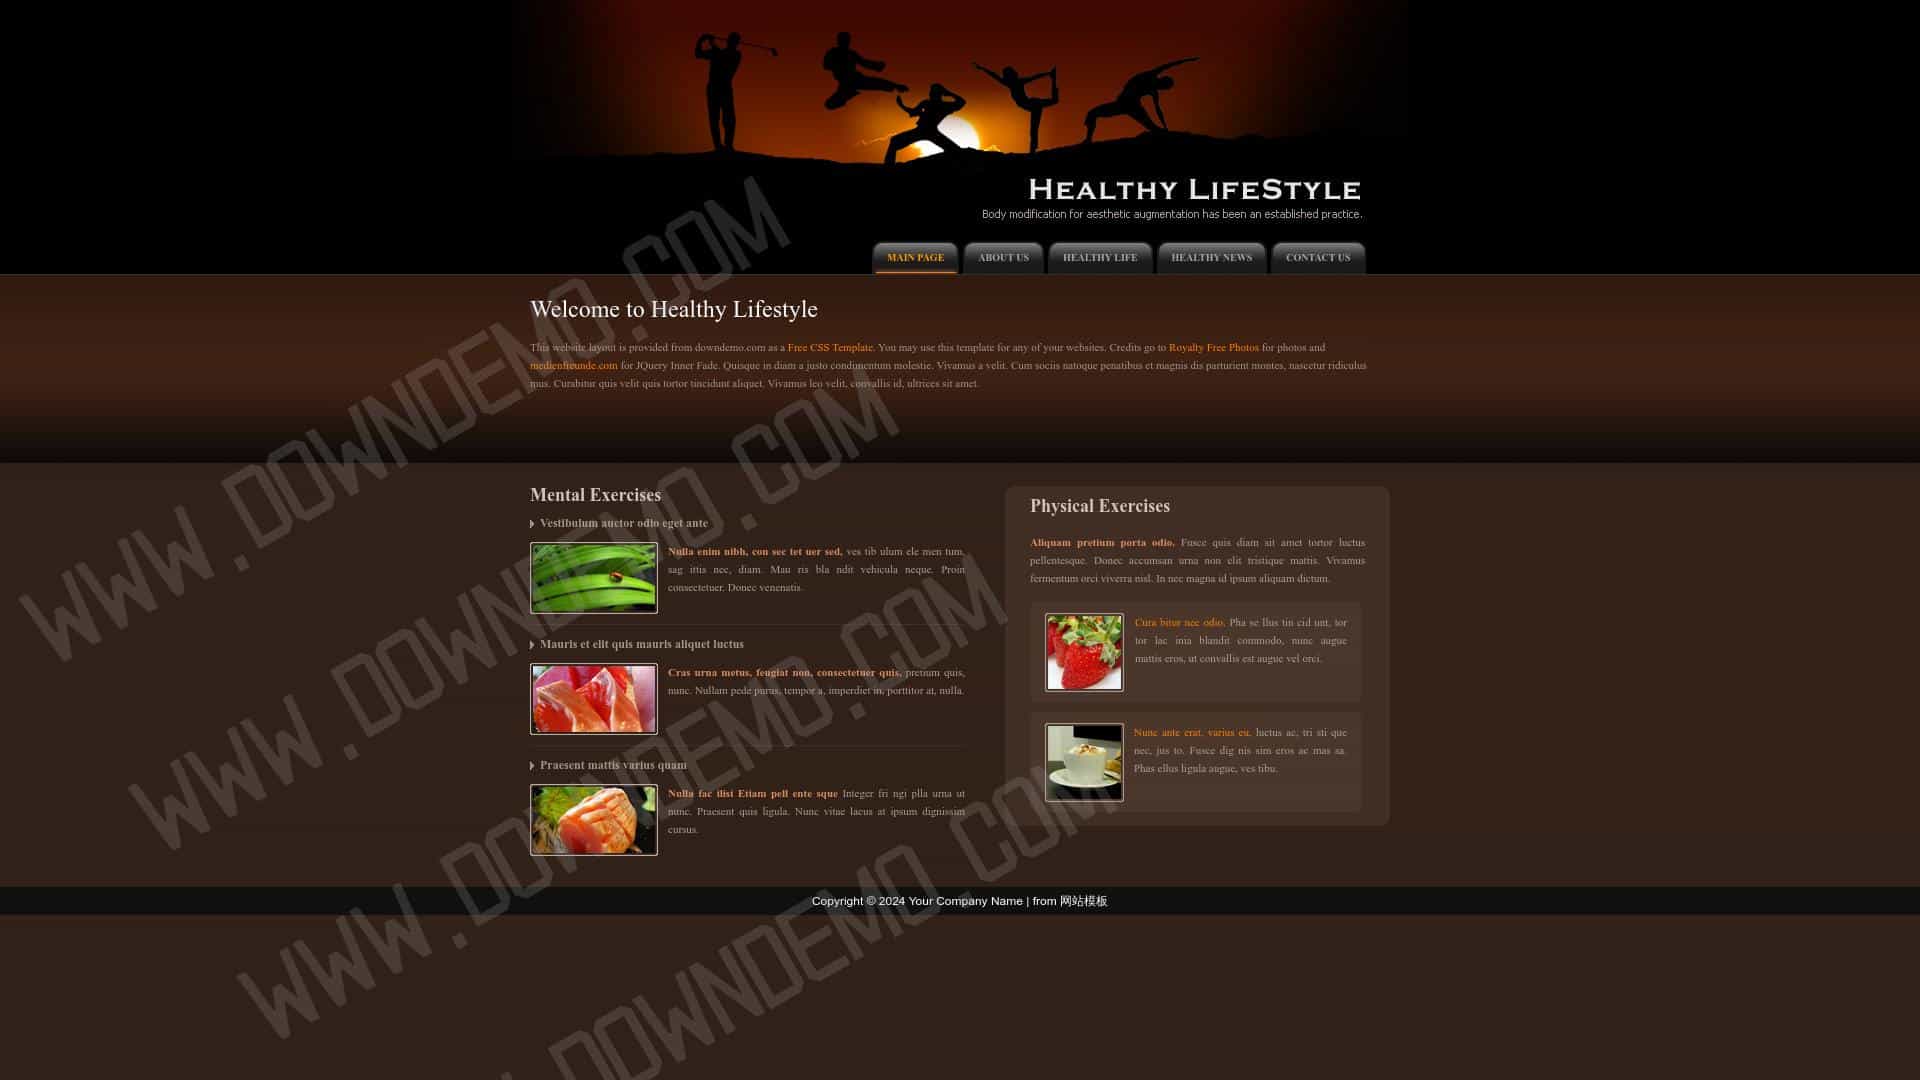 Healthy LifeStyle
Body modification for aesthetic augmentation has been an established practice.
MAIN PAGE
ABOUT US
HEALTHY LIFE
HEALTHY NEWS
CONTACT US
Welcome to Healthy Lifestyle
This website layout is provided from downdemo.com as a Free CSS Template. You may use this template for any of your websites. Credits go to Royalty Free Photos for photos and
medienfreunde.com for JQuery Inner Fade. Quisque in diam a justo condimentum molestie. Vivamus a velit. Cum sociis natoque penatibus et magnis dis parturient montes, nascetur ridiculus
mus. Curabitur quis velit quis tortor tincidunt aliquet. Vivamus leo velit, convallis id, ultrices sit amet.
Mental Exercises
Vestibulum auctor odio eget ante
Nulla enim nibh, con sec tet uer sed, ves tib ulum ele men tum,
sag ittis nec, diam. Mau ris bla ndit vehicula neque. Proin
consectetuer. Donec venenatis.
Mauris et elit quis mauris aliquet luctus
Cras urna metus, feugiat non, consectetuer quis, pretium quis,
nunc. Nullam pede purus, tempor a, imperdiet in, porttitor at, nulla.
Praesent mattis varius quam
Nulla fac ilisi Etiam pell ente sque Integer fri ngi plla urna ut
nunc. Praesent quis ligula. Nunc vitae lacus at ipsum dignissim
cursus.
Physical Exercises
Aliquam pretium porta odio. Fusce quis diam sit amet tortor luctus
pellentesque. Donec accumsan urna non elit tristique mattis. Vivamus
fermentum orci viverra nisl. In nec magna id ipsum aliquam dictum.
Cura bitur nec odio. Pha se llus tin cid unt, tor
tor lac inia blandit commodo, nunc augue
mattis eros, ut convallis est augue vel orci.
Nunc ante erat, varius eu, luctus ac, tri sti que
nec, jus to. Fusce dig nis sim eros ac mas sa.
Phas ellus ligula augue, ves tibu.
Copyright © 2024 Your Company Name | from 网站模板
WWW.DOWNDEMO.COM
WWW.DOWNDEMO.COM
WWW.DOWNDEMO.COM
.DOWNDEMO.COM